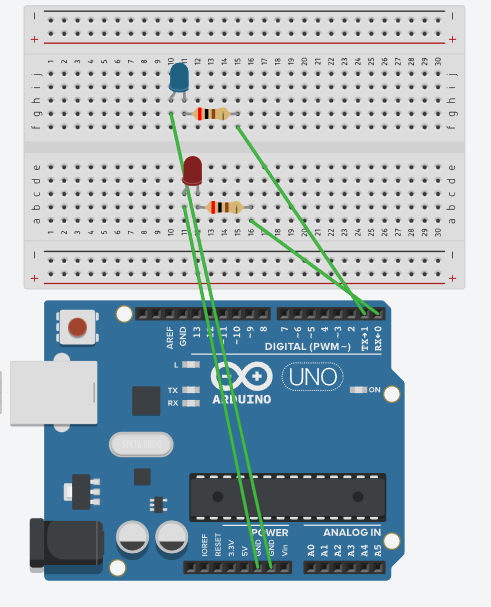 − −
+ +
1 2 3 4 5 6 7 8 9 10 11 12 13 14 15 16 17 18 19 20 21 22 23 24 25 26 27 28 29 30
j j
i i
h h
g g
f f
e e
d d
c c
b b
a a
1 2 3 4 5 6 7 8 9 10 11 12 13 14 15 16 17 18 19 20 21 22 23 24 25 26 27 28 29 30
− −
+ +
AREF GND 13 12 ~11 ~10 ~9 8 7 ~6 ~5 4 ~3 2 TX→1 RX←0
DIGITAL (PWM~)
L
TX
RX
ARDUINO
UNO
ON
POWER ANALOG IN
IOREF RESET 3.3V 5V GND GND Vin A0 A1 A2 A3 A4 A5